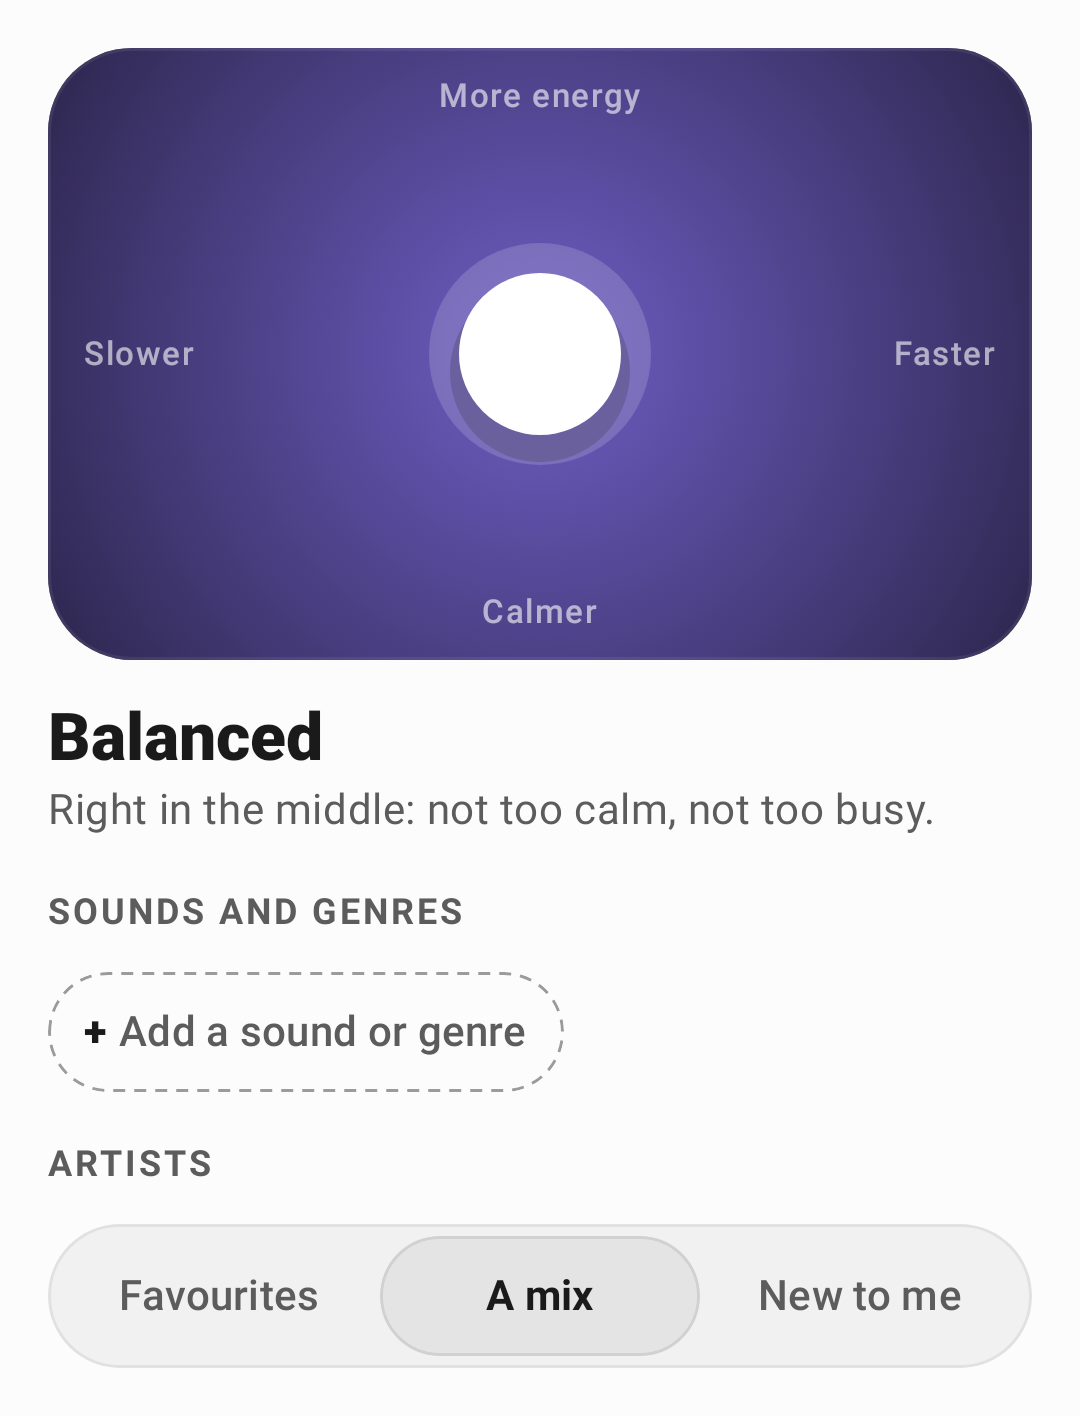 More energy
Slower
Faster
Calmer
Balanced
Right in the middle: not too calm, not too busy.
SOUNDS AND GENRES
+ Add a sound or genre
ARTISTS
Favourites
A mix
New to me